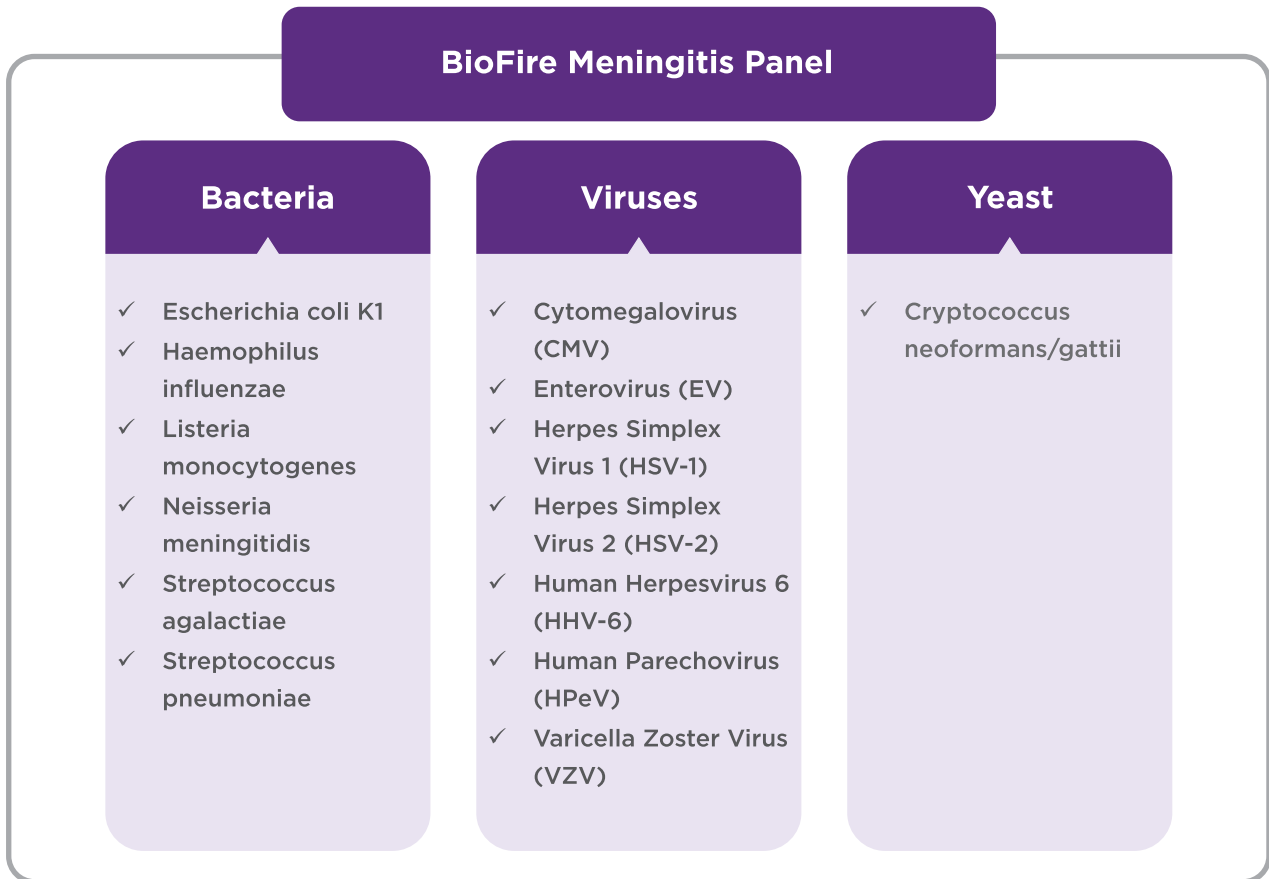 BioFire Meningitis Panel
Bacteria
✓ Escherichia coli K1
✓ Haemophilus
influenzae
✓ Listeria
monocytogenes
✓ Neisseria
meningitidis
✓ Streptococcus
agalactiae
✓ Streptococcus
pneumoniae
Viruses
✓ Cytomegalovirus
(CMV)
✓ Enterovirus (EV)
✓ Herpes Simplex
Virus 1 (HSV-1)
✓ Herpes Simplex
Virus 2 (HSV-2)
✓ Human Herpesvirus 6
(HHV-6)
✓ Human Parechovirus
(HPeV)
✓ Varicella Zoster Virus
(VZV)
Yeast
✓ Cryptococcus
neoformans/gattii